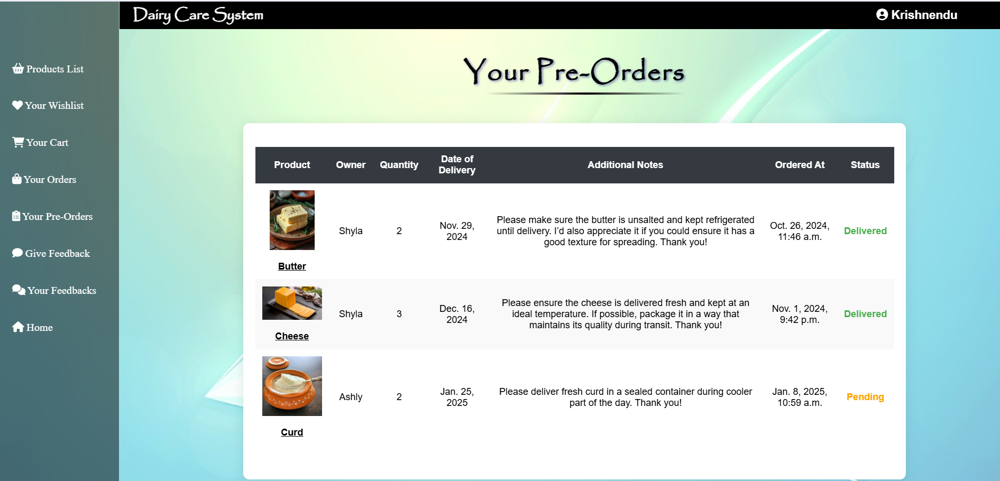 Dairy Care System
Krishnendu
Products List
Your Wishlist
Your Cart
Your Orders
Your Pre-Orders
Give Feedback
Your Feedbacks
Home
Your Pre-Orders
Product
Owner
Quantity
Date of
Delivery
Additional Notes
Ordered At
Status
Butter
Shyla
2
Nov. 29,
2024
Please make sure the butter is unsalted and kept refrigerated
until delivery. I’d also appreciate it if you could ensure it has a
good texture for spreading. Thank you!
Oct. 26, 2024,
11:46 a.m.
Delivered
Cheese
Shyla
3
Dec. 16,
2024
Please ensure the cheese is delivered fresh and kept at an
ideal temperature. If possible, package it in a way that
maintains its quality during transit. Thank you!
Nov. 1, 2024,
9:42 p.m.
Delivered
Curd
Ashly
2
Jan. 25,
2025
Please deliver fresh curd in a sealed container during cooler
part of the day. Thank you!
Jan. 8, 2025,
10:59 a.m.
Pending